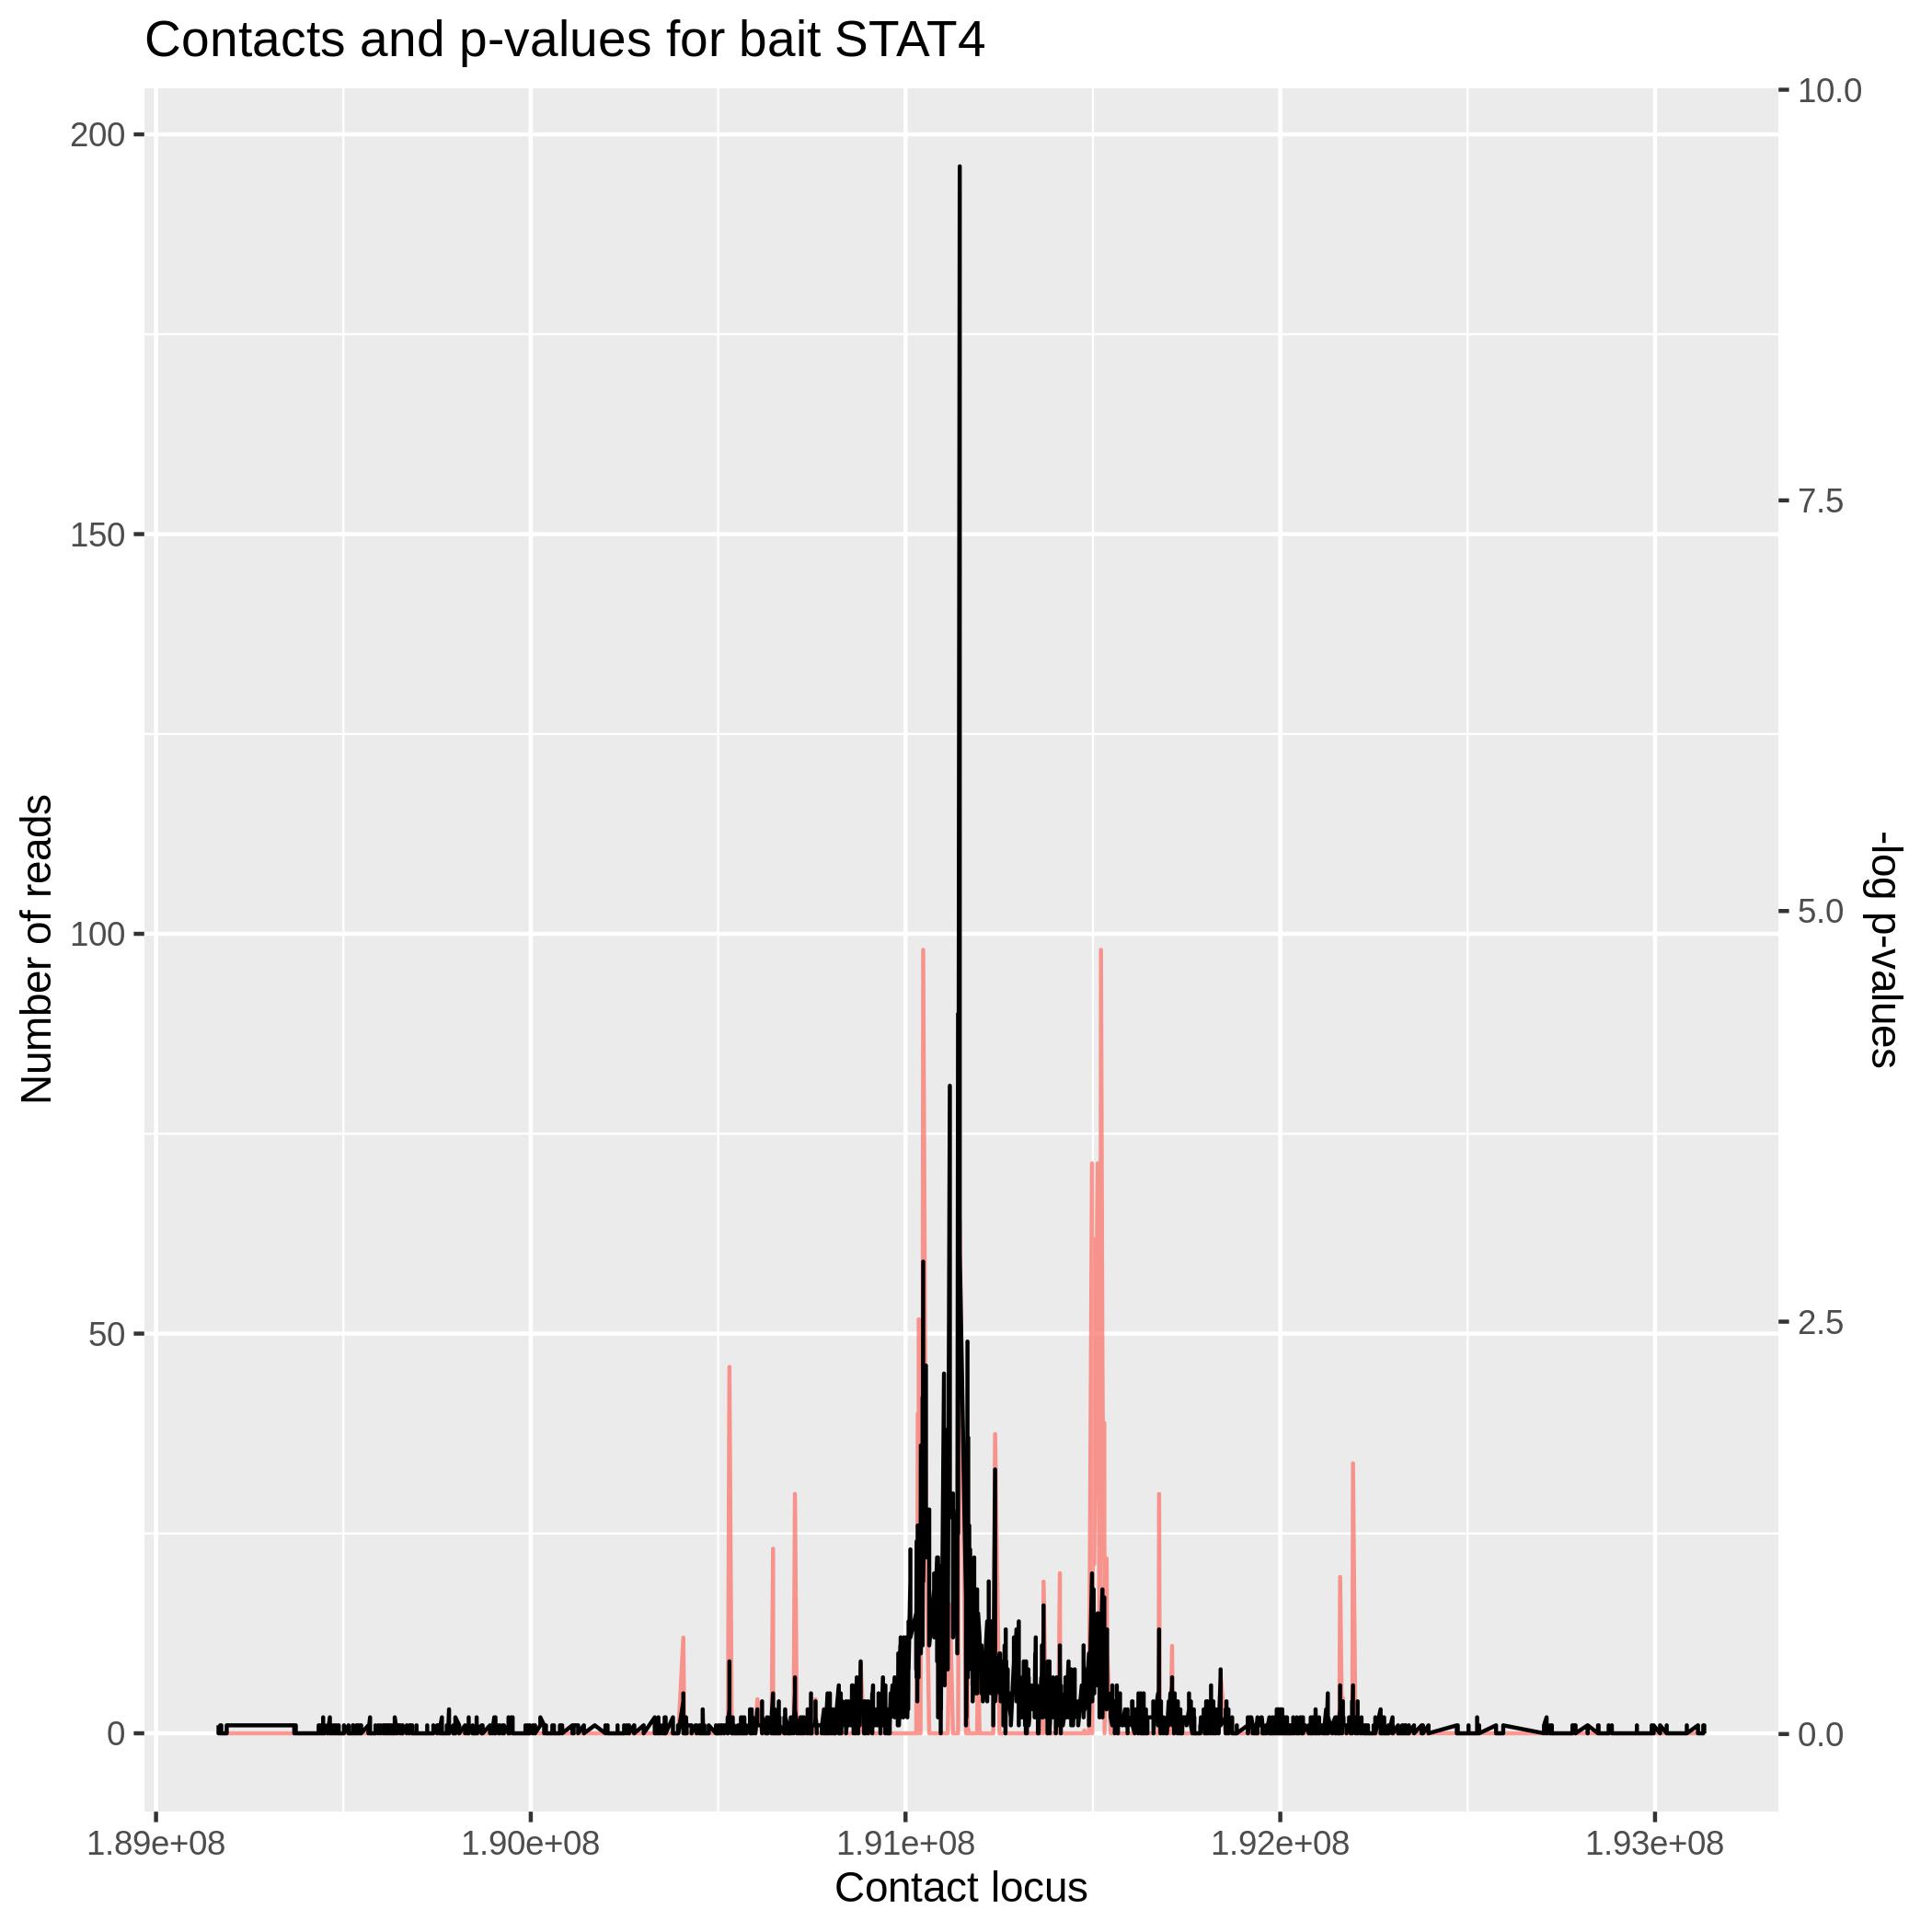 Contacts and p-values for bait STAT4
200
150
100
50
0
Number of reads
10.0
7.5
5.0
2.5
0.0
-log p-values
1.89e+08
1.90e+08
1.91e+08
1.92e+08
1.93e+08
Contact locus